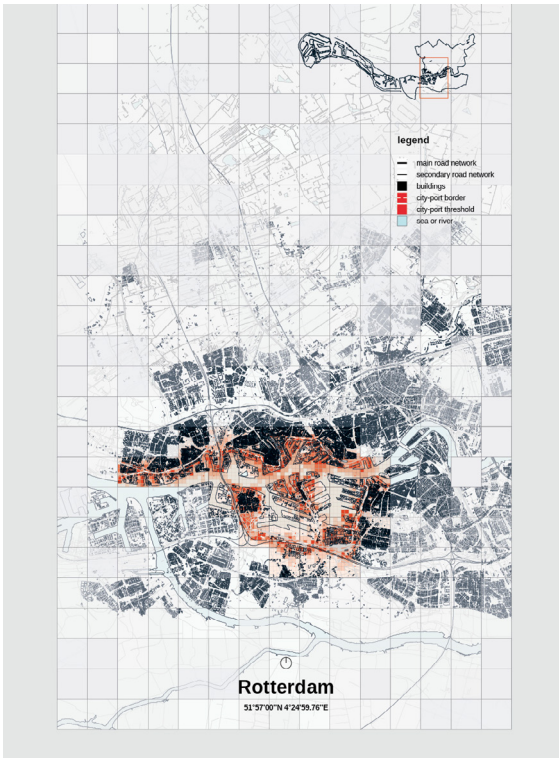 legend
main road network
secondary road network
buildings
city-port border
city-port threshold
sea or river
Rotterdam
51°57'00"N 4°24'59.76"E